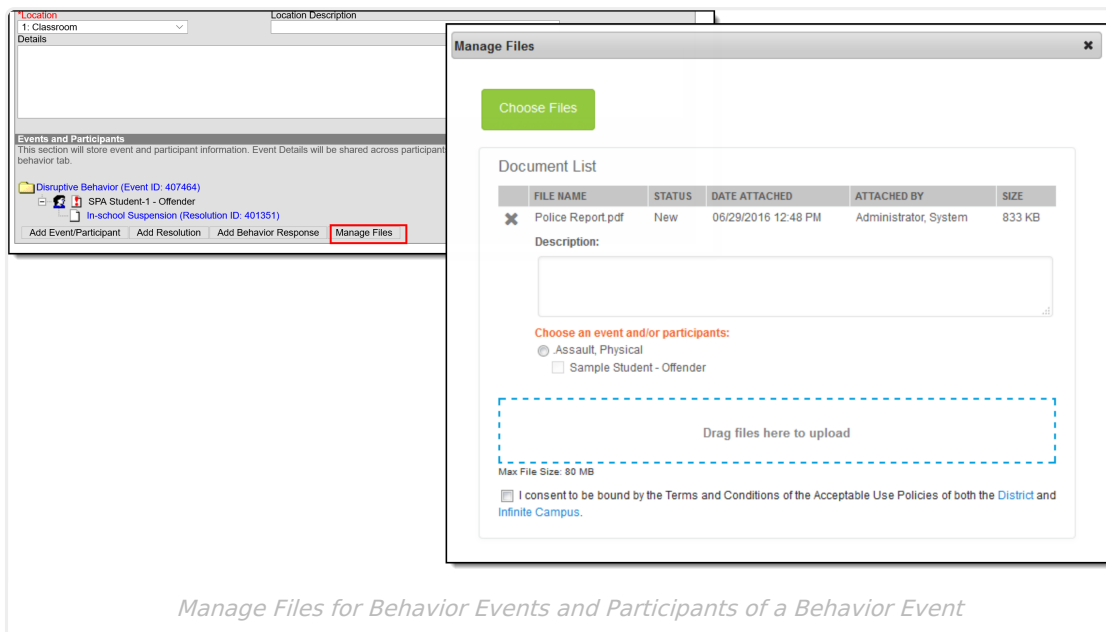 *Location Location Description
1: Classroom
Details
Events and Participants
This section will store event and participant information. Event Details will be shared across participant
behavior tab.
Disruptive Behavior (Event ID: 407464)
SPA Student-1 - Offender
In-school Suspension (Resolution ID: 401351)
Add Event/Participant Add Resolution Add Behavior Response Manage Files
Manage Files
Choose Files
Document List
FILE NAME STATUS DATE ATTACHED ATTACHED BY SIZE
Police Report.pdf New 06/29/2016 12:48 PM Administrator, System 833 KB
Description:
Choose an event and/or participants:
.Assault, Physical
Sample Student - Offender
Drag files here to upload
Max File Size: 80 MB
I consent to be bound by the Terms and Conditions of the Acceptable Use Policies of both the District and
Infinite Campus.
Manage Files for Behavior Events and Participants of a Behavior Event